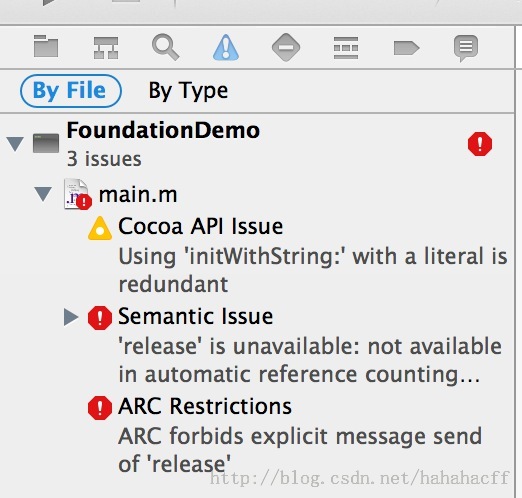 By File By Type
FoundationDemo
3 issues
main.m
Cocoa API Issue
Using 'initWithString:' with a literal is
redundant
Semantic Issue
'release' is unavailable: not available
in automatic reference counting...
ARC Restrictions
ARC forbids explicit message send
of 'release'
http://blog.csdn.net/hahahacff